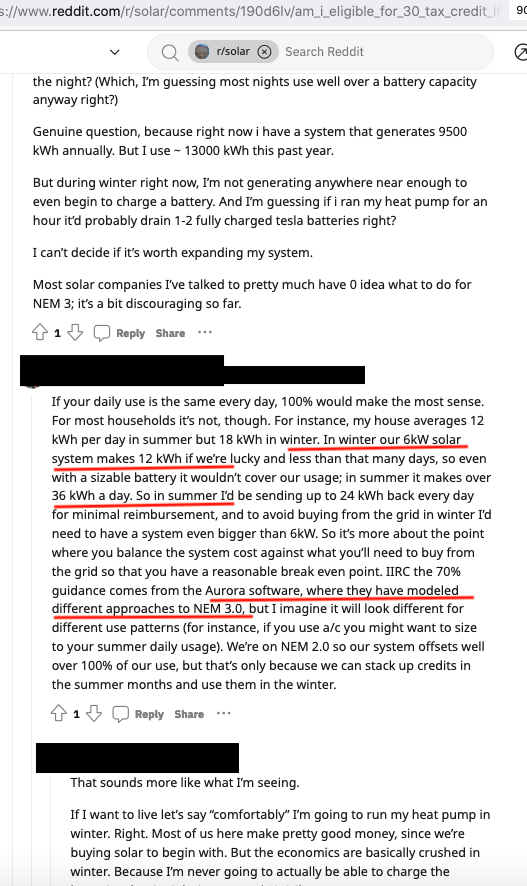 s://www.reddit.com/r/solar/comments/190d6lv/am_i_eligible_for_30_tax_credit_if
90
r/solar
Search Reddit
the night? (Which, I'm guessing most nights use well over a battery capacity
anyway right?)
Genuine question, because right now i have a system that generates 9500
kWh annually. But I use ~ 13000 kWh this past year.
But during winter right now, I'm not generating anywhere near enough to
even begin to charge a battery. And I'm guessing if i ran my heat pump for an
hour it'd probably drain 1-2 fully charged tesla batteries right?
I can't decide if it's worth expanding my system.
Most solar companies I've talked to pretty much have 0 idea what to do for
NEM 3; it's a bit discouraging so far.
1 Reply Share ...
If your daily use is the same every day, 100% would make the most sense.
For most households it's not, though. For instance, my house averages 12
kWh per day in summer but 18 kWh in winter. In winter our 6kW solar
system makes 12 kWh if we're lucky and less than that many days, so even
with a sizable battery it wouldn't cover our usage; in summer it makes over
36 kWh a day. So in summer I'd be sending up to 24 kWh back every day
for minimal reimbursement, and to avoid buying from the grid in winter I'd
need to have a system even bigger than 6kW. So it's more about the point
where you balance the system cost against what you'll need to buy from
the grid so that you have a reasonable break even point. IIRC the 70%
guidance comes from the Aurora software, where they have modeled
different approaches to NEM 3.0, but I imagine it will look different for
different use patterns (for instance, if you use a/c you might want to size
to your summer daily usage). We're on NEM 2.0 so our system offsets well
over 100% of our use, but that's only because we can stack up credits in
the summer months and use them in the winter.
1 Reply Share ...
That sounds more like what I'm seeing.
If I want to live let's say “comfortably” I'm going to run my heat pump in
winter. Right. Most of us here make pretty good money, since we're
buying solar to begin with. But the economics are basically crushed in
winter. Because I'm never going to actually be able to charge the